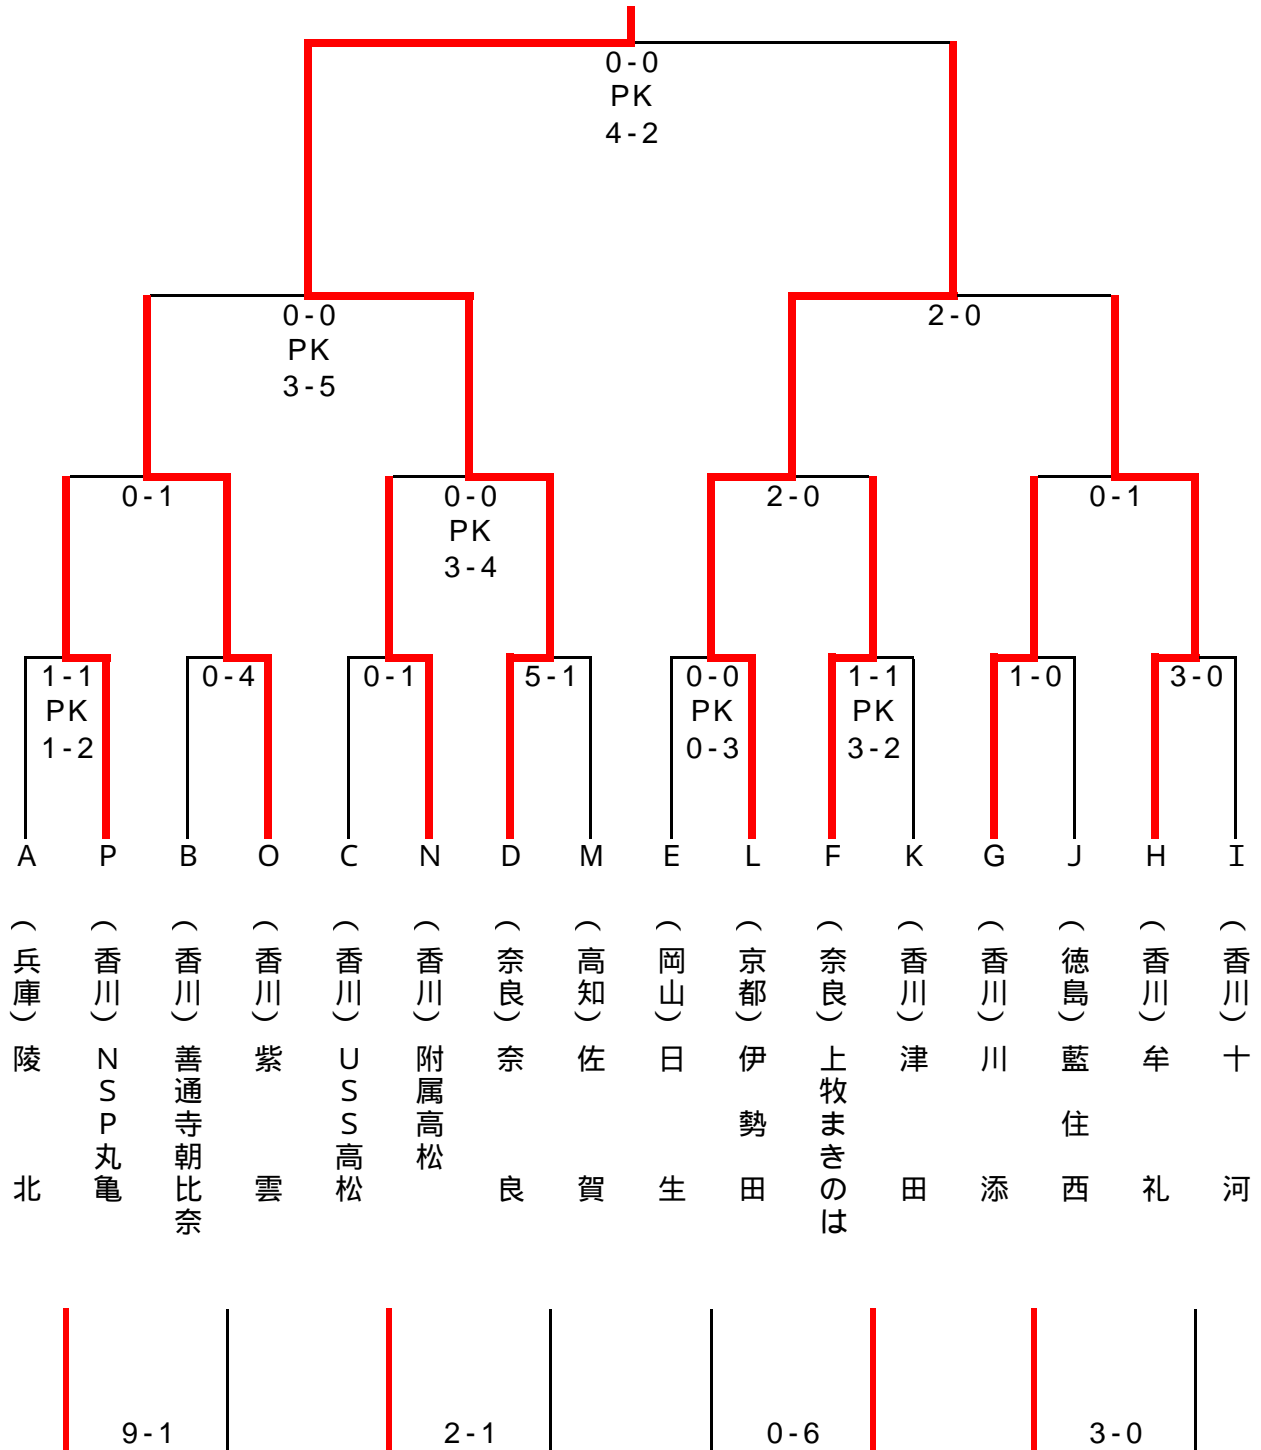 0-0
PK
4-2
0-0
PK
3-5
2-0
0-1
0-0
PK
3-4
2-0
0-1
1-1
PK
1-2
0-4
0-1
5-1
0-0
PK
0-3
1-1
PK
3-2
1-0
3-0
A P B O C N D M E L F K G J H I
(兵庫)陵北
(香川)NSP丸亀
(香川)善通寺朝比奈
(香川)紫雲
(香川)USS高松
(香川)附属高松
(奈良)奈良
(高知)佐賀
(岡山)日生
(京都)伊勢田
(奈良)上牧まきのは
(香川)津田
(香川)川添
(徳島)藍住西
(香川)牟礼
(香川)十河
9-1 2-1 0-6 3-0